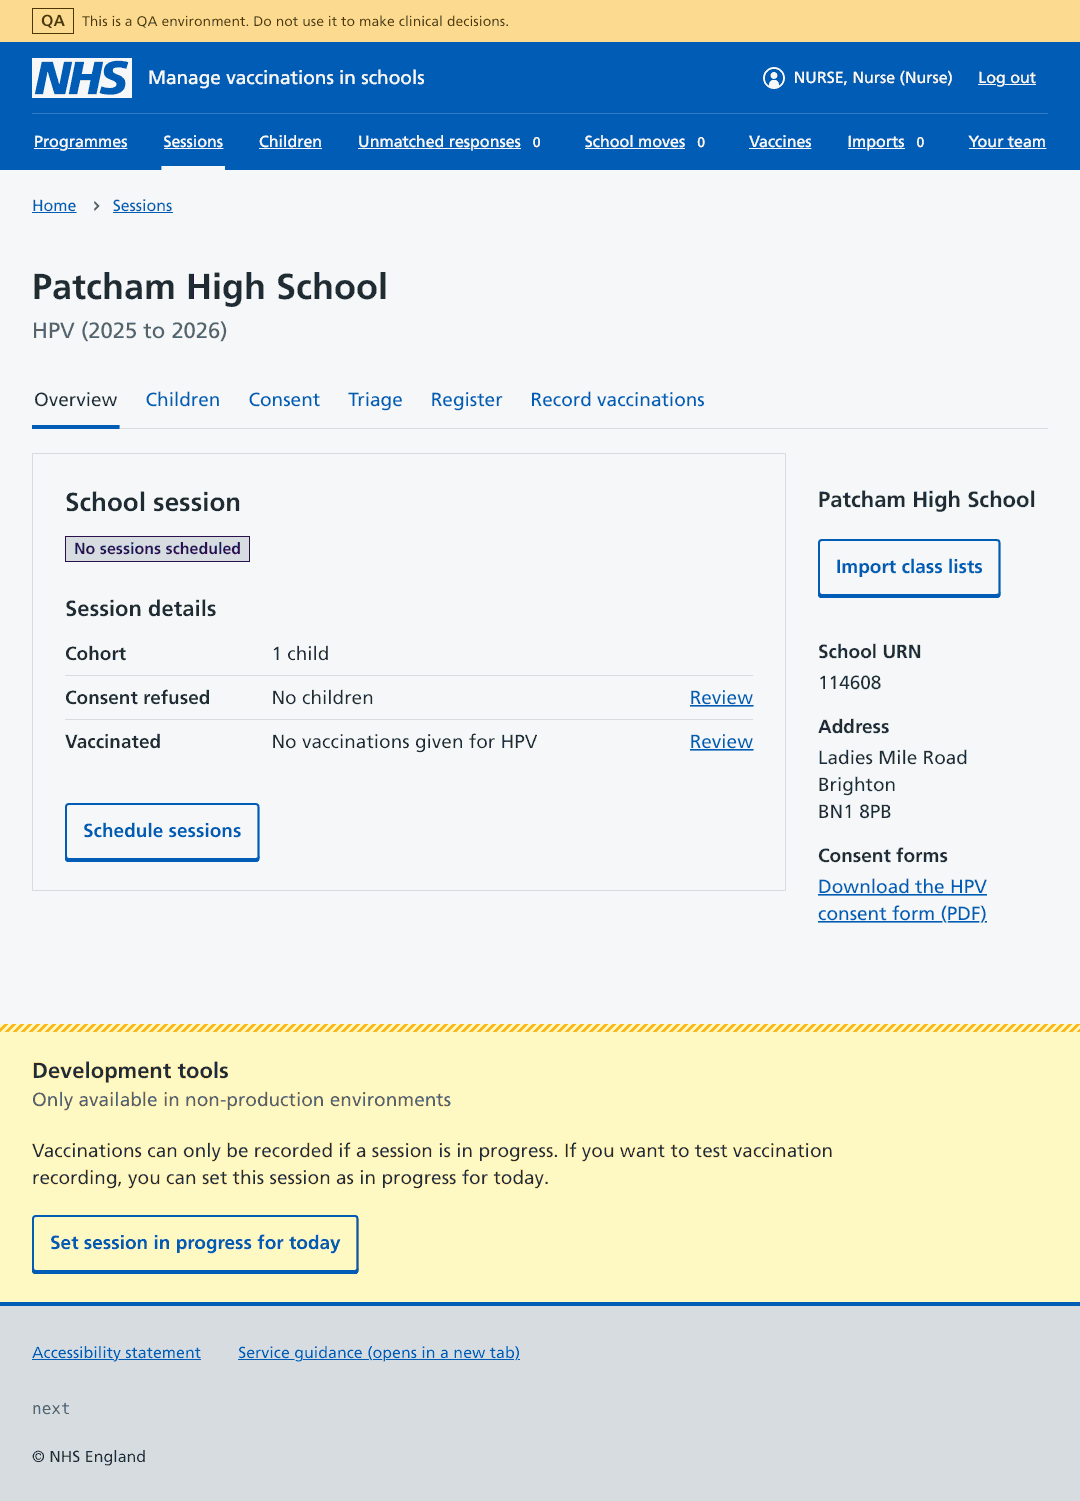 QA This is a QA environment. Do not use it to make clinical decisions.
NHS Manage vaccinations in schools NURSE, Nurse (Nurse) Log out
Programmes Sessions Children Unmatched responses 0 School moves 0 Vaccines Imports 0 Your team
Home Sessions
Patcham High School
HPV (2025 to 2026)
Overview Children Consent Triage Register Record vaccinations
School session
No sessions scheduled
Session details
Cohort 1 child
Consent refused No children Review
Vaccinated No vaccinations given for HPV Review
Schedule sessions
Patcham High School
Import class lists
School URN
114608
Address
Ladies Mile Road
Brighton
BN1 8PB
Consent forms
Download the HPV
consent form (PDF)
Development tools
Only available in non-production environments
Vaccinations can only be recorded if a session is in progress. If you want to test vaccination
recording, you can set this session as in progress for today.
Set session in progress for today
Accessibility statement Service guidance (opens in a new tab)
next
© NHS England